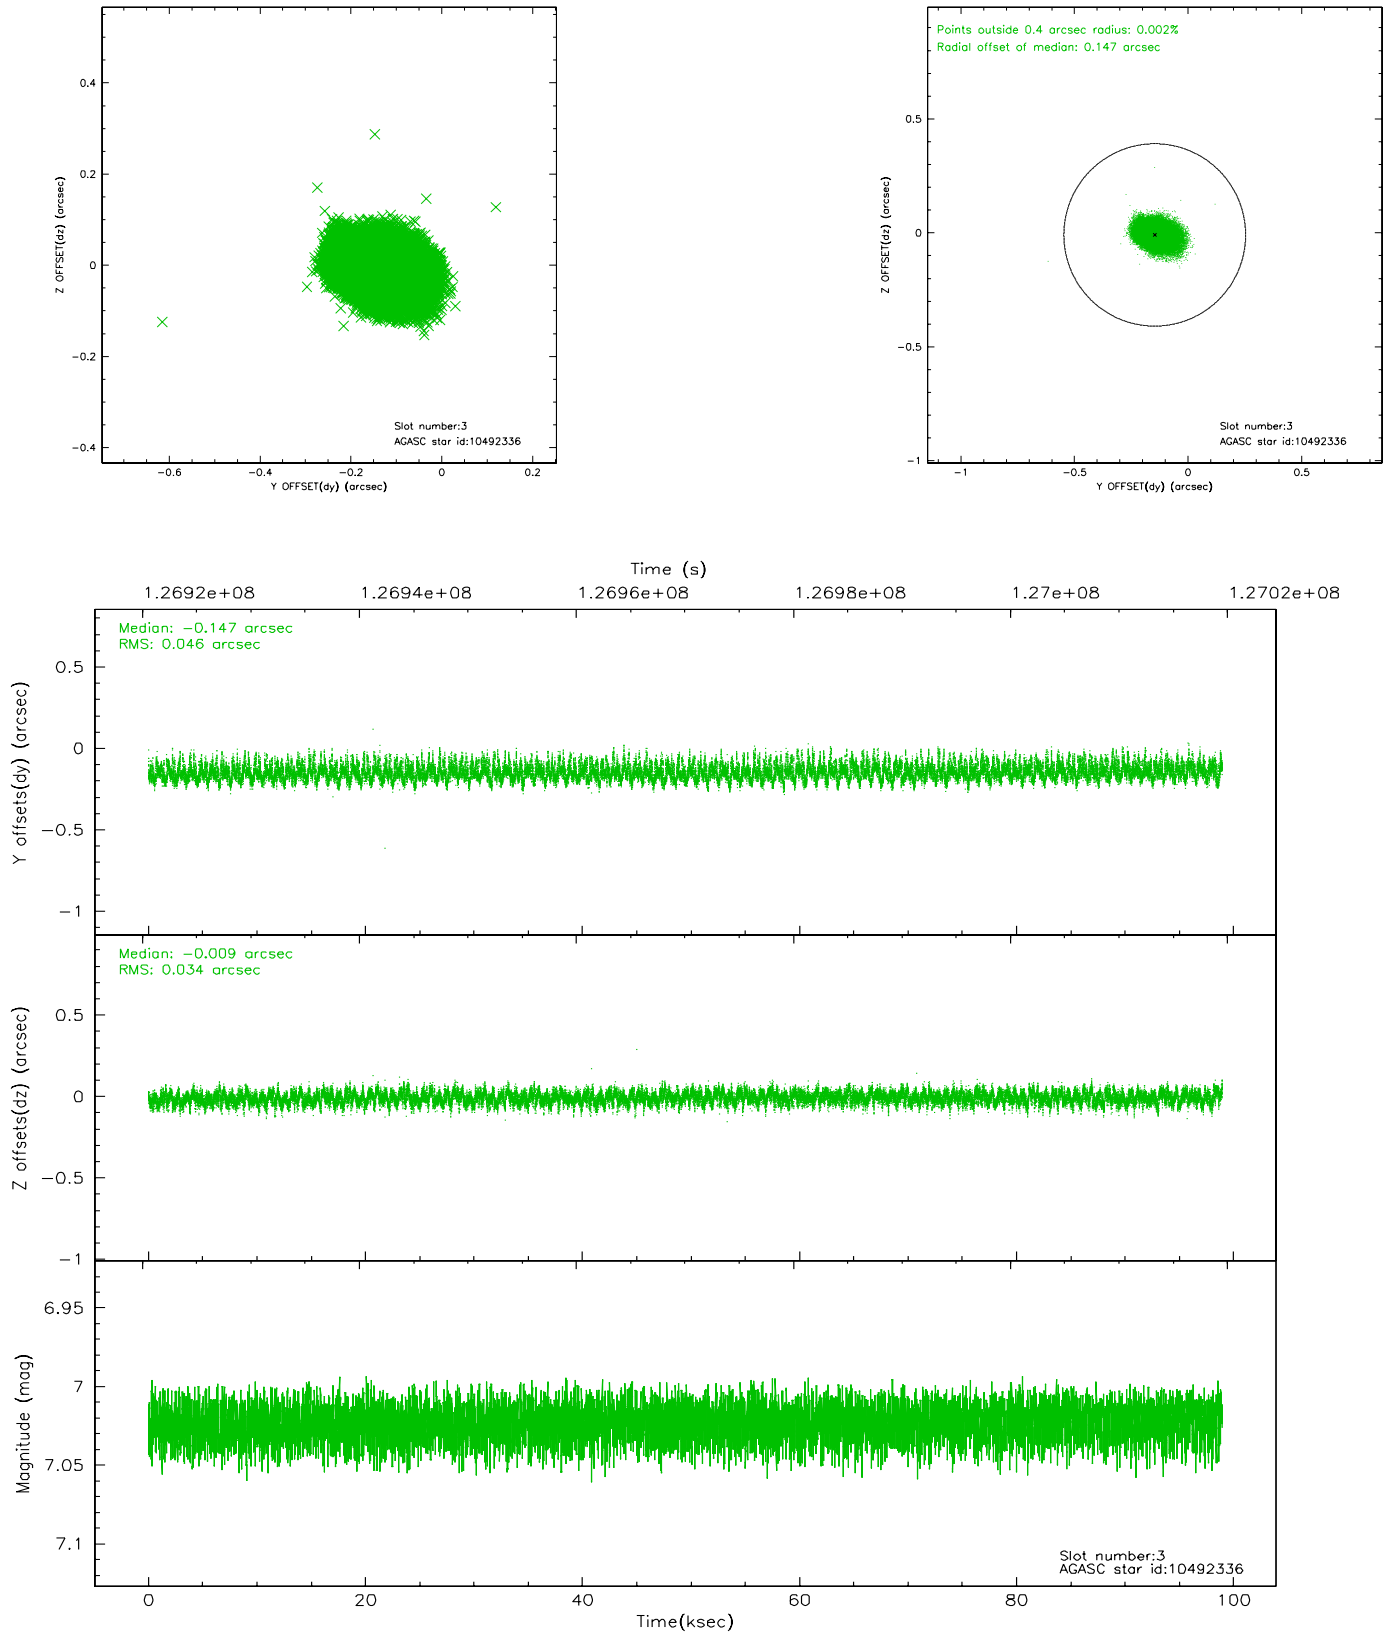 0.4
0.2
0
−0.2
−0.4
Z OFFSET(dz) (arcsec)
Slot number:3
AGASC star id:10492336
−0.6 −0.4 −0.2 0 0.2
Y OFFSET(dy) (arcsec)
Points outside 0.4 arcsec radius: 0.002%
Radial offset of median: 0.147 arcsec
0.5
0
−0.5
−1
Z OFFSET(dz) (arcsec)
Slot number:3
AGASC star id:10492336
−1 −0.5 0 0.5
Y OFFSET(dy) (arcsec)
Time (s)
1.2692e+08 1.2694e+08 1.2696e+08 1.2698e+08 1.27e+08 1.2702e+08
Median: −0.147 arcsec
RMS: 0.046 arcsec
0.5
0
−0.5
−1
Y offsets(dy) (arcsec)
Median: −0.009 arcsec
RMS: 0.034 arcsec
0.5
0
−0.5
−1
Z offsets(dz) (arcsec)
6.95
7
7.05
7.1
Magnitude (mag)
Slot number:3
AGASC star id:10492336
0 20 40 60 80 100
Time(ksec)